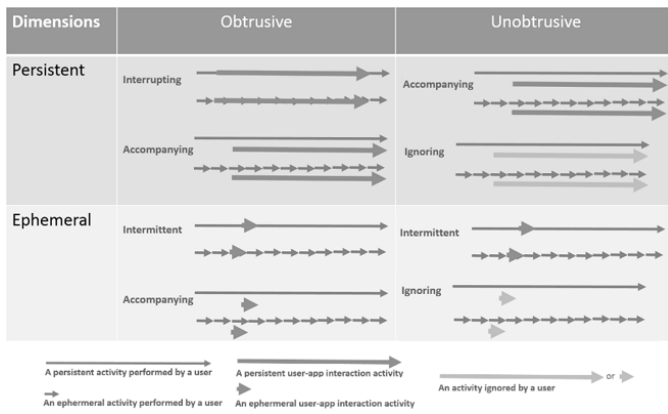 Dimensions Obtrusive Unobtrusive
Persistent
Interrupting
Accompanying
Accompanying
Ignoring
Ephemeral
Intermittent
Intermittent
Accompanying
Ignoring
A persistent activity performed by a user
A persistent user-app interaction activity
or
An activity ignored by a user
An ephemeral activity performed by a user
An ephemeral user-app interaction activity